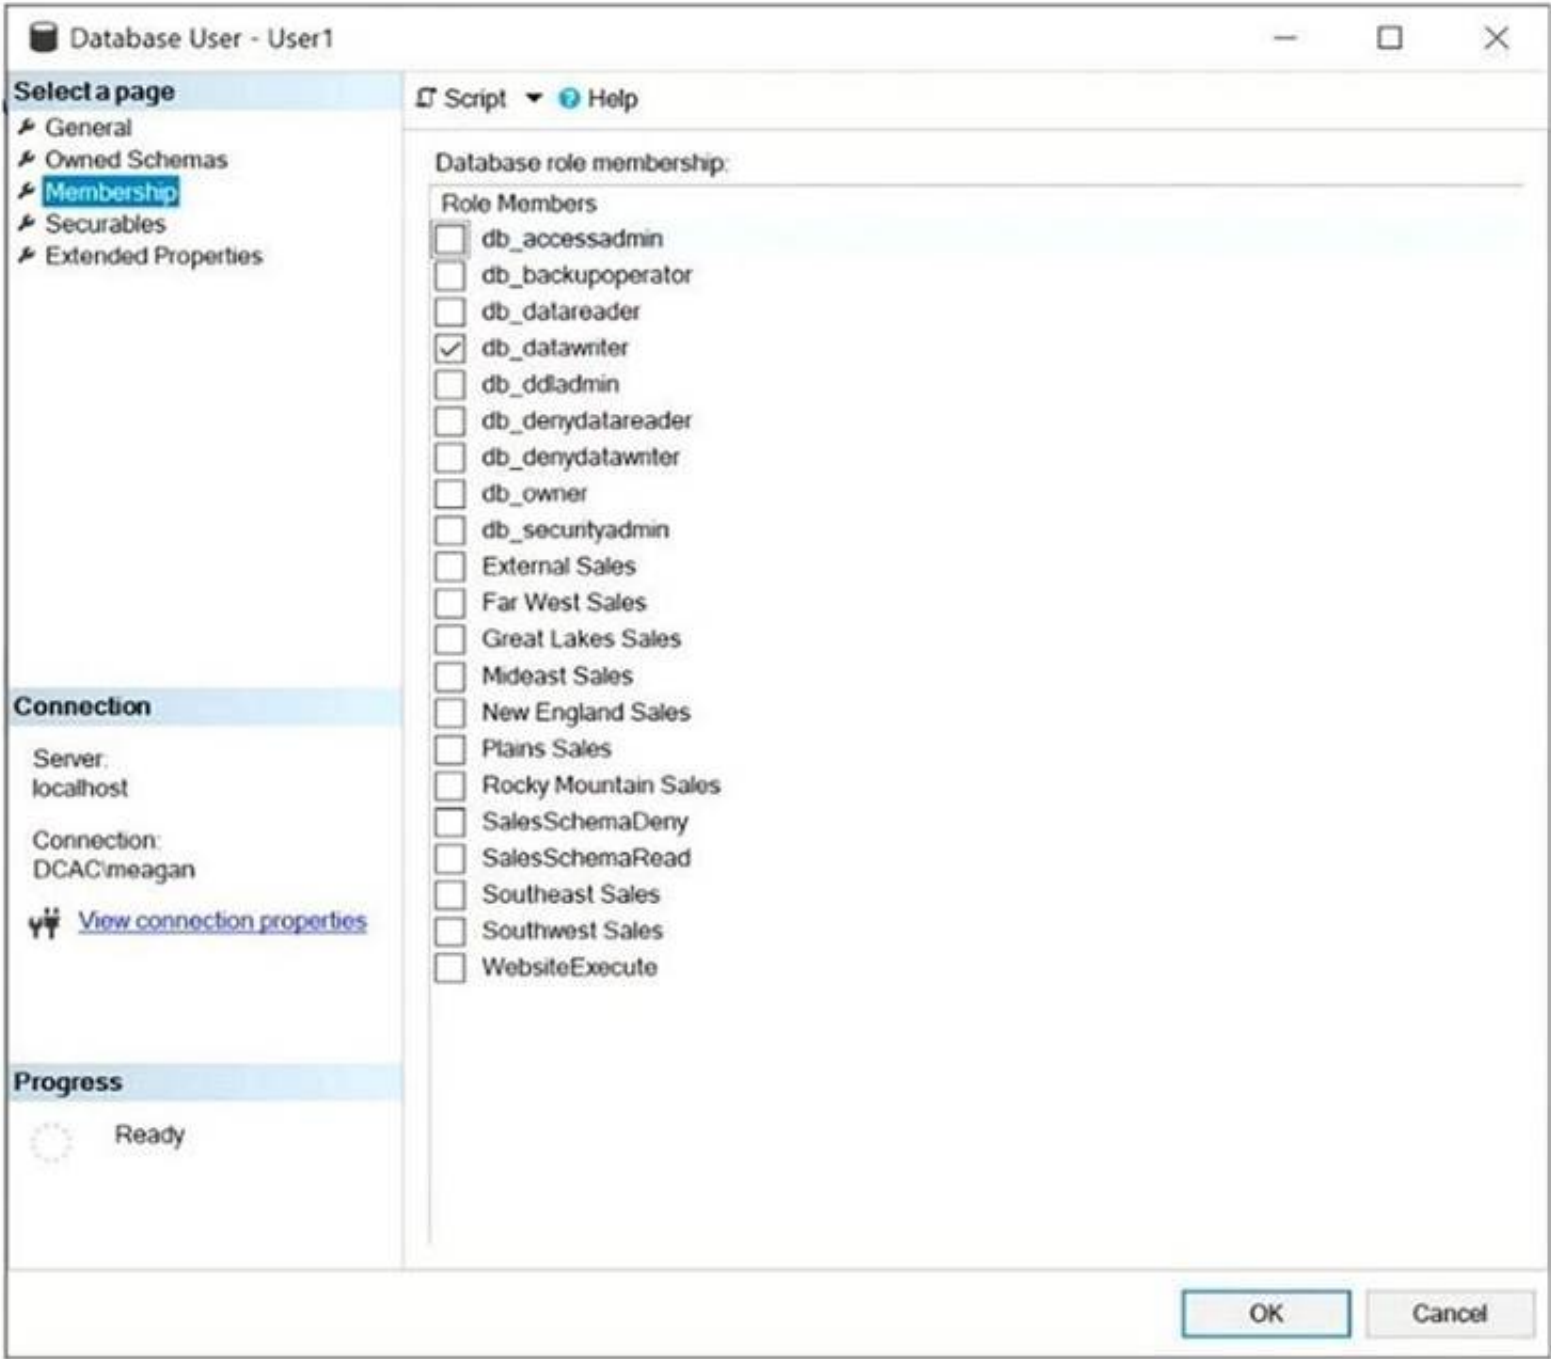 Database User - User1
Select a page
General
Owned Schemas
Membership
Securables
Extended Properties
Script Help
Database role membership:
Role Members
db_accessadmin
db_backupoperator
db_datareader
db_datawriter
db_ddladmin
db_denydatareader
db_denydatawriter
db_owner
db_securityadmin
External Sales
Far West Sales
Great Lakes Sales
Mideast Sales
New England Sales
Plains Sales
Rocky Mountain Sales
SalesSchemaDeny
SalesSchemaRead
Southeast Sales
Southwest Sales
WebsiteExecute
Connection
Server:
localhost
Connection:
DCAC\meagan
View connection properties
Progress
Ready
OK
Cancel